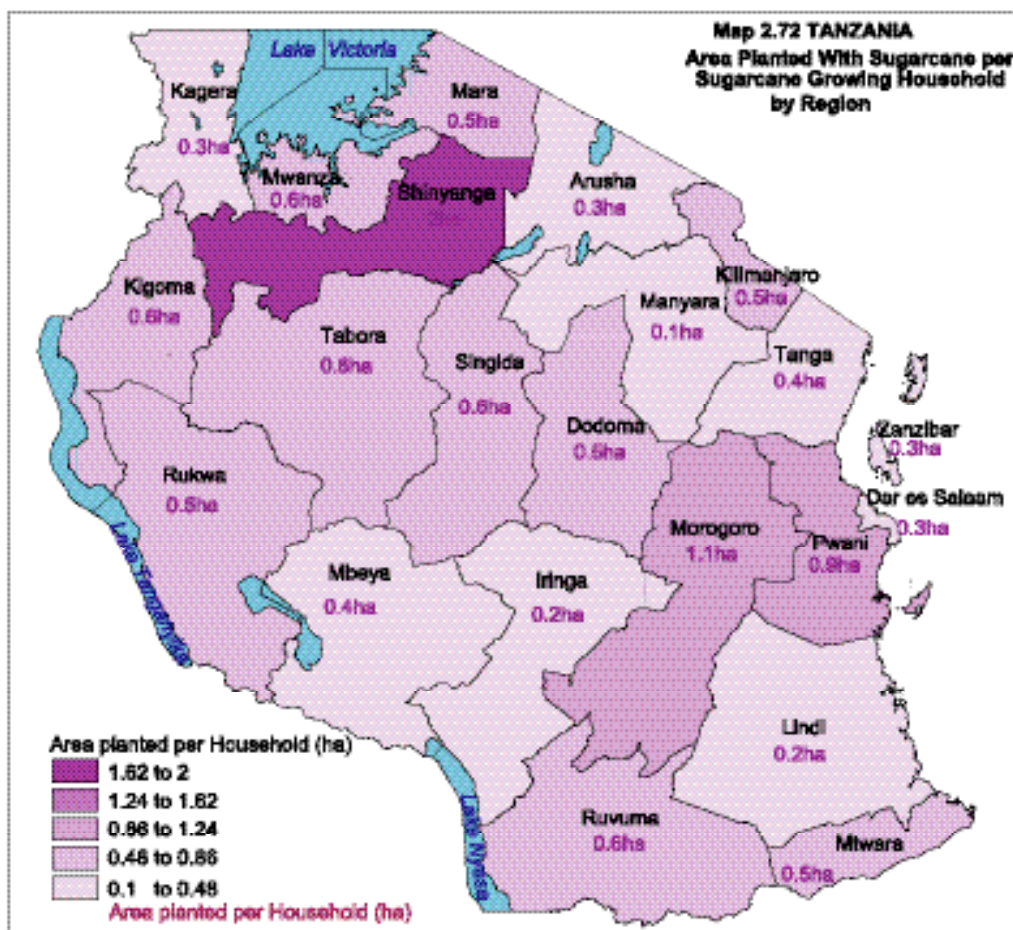 Map 2.72 TANZANIA
Area Planted With Sugarcane per
Sugarcane Growing Household
by Region
Lake Victoria
Kagera
0.3ha
Mara
0.5ha
Mwanza
0.6ha
Shinyanga
Arusha
0.3ha
Kigoma
0.6ha
Kilimanjaro
0.5ha
Manyara
0.1ha
Tabora
Singida
0.6ha
Tanga
0.4ha
Dodoma
0.5ha
Zanzibar
0.3ha
Rukwa
Dar es Salaam
0.3ha
Morogoro
1.1ha
Pwani
0.9ha
Lake Tanganyika
Mbeya
0.4ha
Iringa
0.2ha
Lindi
0.2ha
Lake Nyasa
Ruvuma
0.6ha
Mtwara
0.5ha
Area planted per Household (ha)
1.62 to 2
1.24 to 1.62
0.86 to 1.24
0.48 to 0.86
0.1 to 0.48
Area planted per Household (ha)